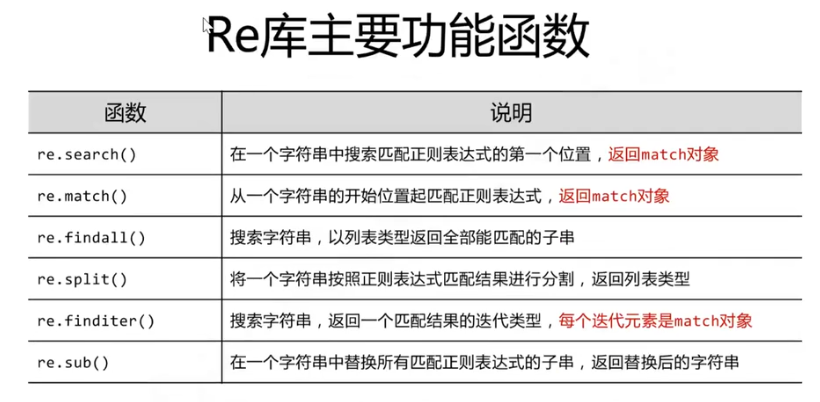 Re库主要功能函数
函数 说明
re.search() 在一个字符串中搜索匹配正则表达式的第一个位置，返回match对象
re.match() 从一个字符串的开始位置起匹配正则表达式，返回match对象
re.findall() 搜索字符串，以列表类型返回全部能匹配的子串
re.split() 将一个字符串按照正则表达式匹配结果进行分割，返回列表类型
re.finditer() 搜索字符串，返回一个匹配结果的迭代类型，每个迭代元素是match对象
re.sub() 在一个字符串中替换所有匹配正则表达式的子串，返回替换后的字符串